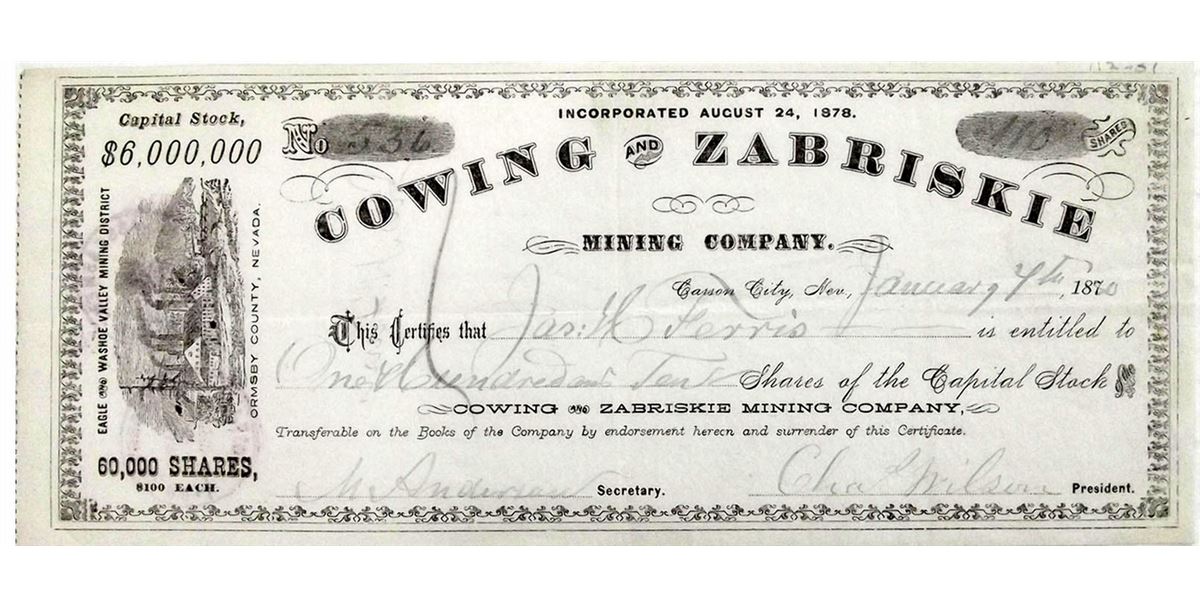 Capital Stock,
$6,000,000
EAGLE AND WASHOE VALLEY MINING DISTRICT
ORMSBY COUNTY, NEVADA.
60,000 SHARES,
$100 EACH.
INCORPORATED AUGUST 24, 1878.
No 536
110 SHARES
COWING AND ZABRISKIE
MINING COMPANY.
Carson City, Nev., January 7th, 1880
This Certifies that Jas. H Ferris is entitled to
One Hundred and Ten Shares of the Capital Stock of
COWING AND ZABRISKIE MINING COMPANY,
Transferable on the Books of the Company by endorsement hereon and surrender of this Certificate.
M Anderson Secretary.
Chas Wilson President.